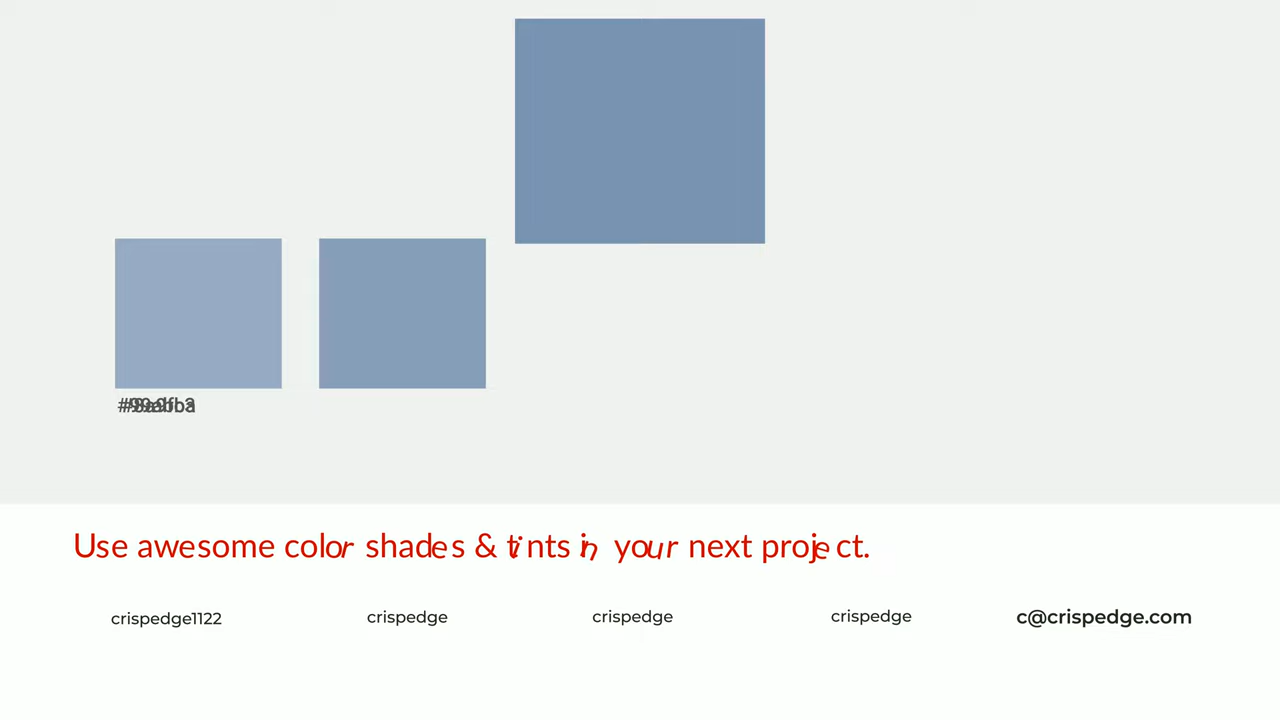 Use awesome color shades & tints in your next project.
crispedge1122 crispedge crispedge crispedge c@crispedge.com